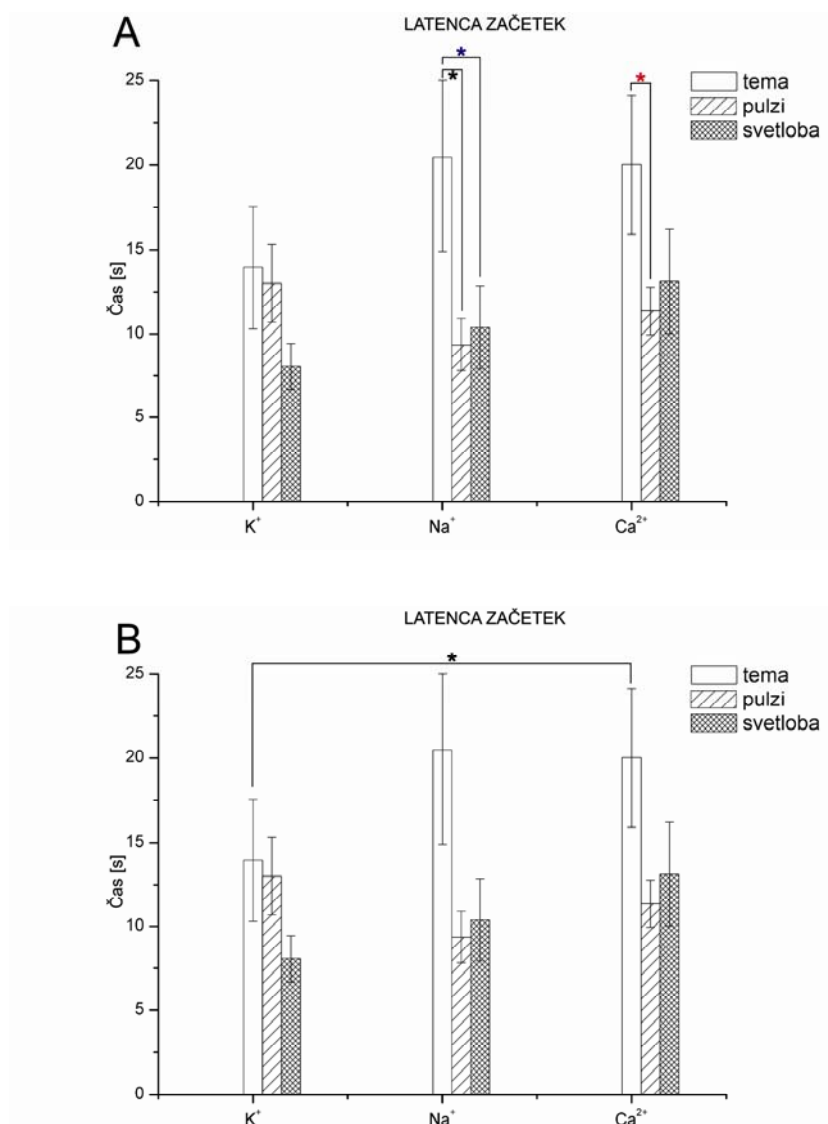 A
LATENCA ZAČETEK
*
*
*
25
20
15
10
5
0
Čas [s]
tema
pulzi
svetloba
K⁺
Na⁺
Ca²⁺
B
LATENCA ZAČETEK
*
25
20
15
10
5
0
Čas [s]
tema
pulzi
svetloba
K⁺
Na⁺
Ca²⁺